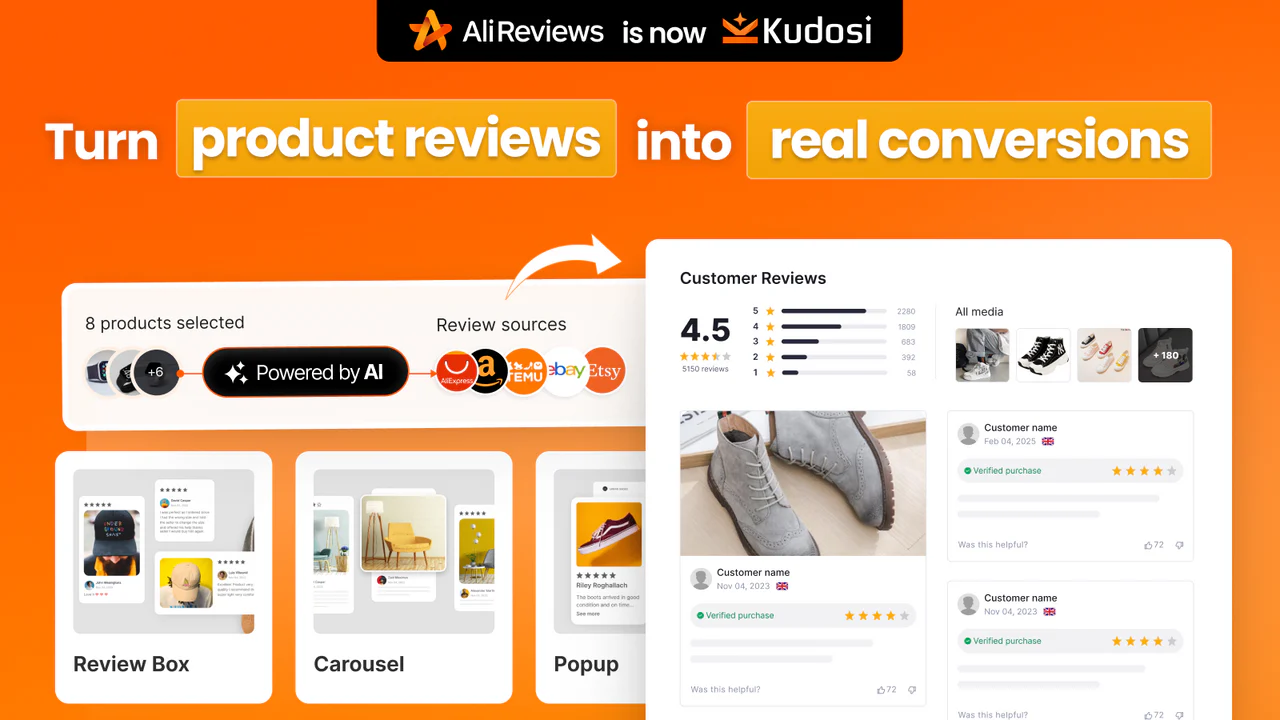 AliReviews is now Kudosi
Turn product reviews into real conversions
8 products selected
+6
Powered by AI
Review sources
AliExpress
a
TEMU
ebay
Etsy
Review Box
Carousel
Riley Roghallach
The boots arrived in good
condition and on time...
See more
Popup
Customer Reviews
4.5
5150 reviews
5 2280
4 1809
3 683
2 392
1 58
All media
+ 180
Customer name
Nov 04, 2023
Verified purchase
Was this helpful?
72
Customer name
Feb 04, 2025
Verified purchase
Was this helpful?
72
Customer name
Nov 04, 2023
Verified purchase
Was this helpful?
72